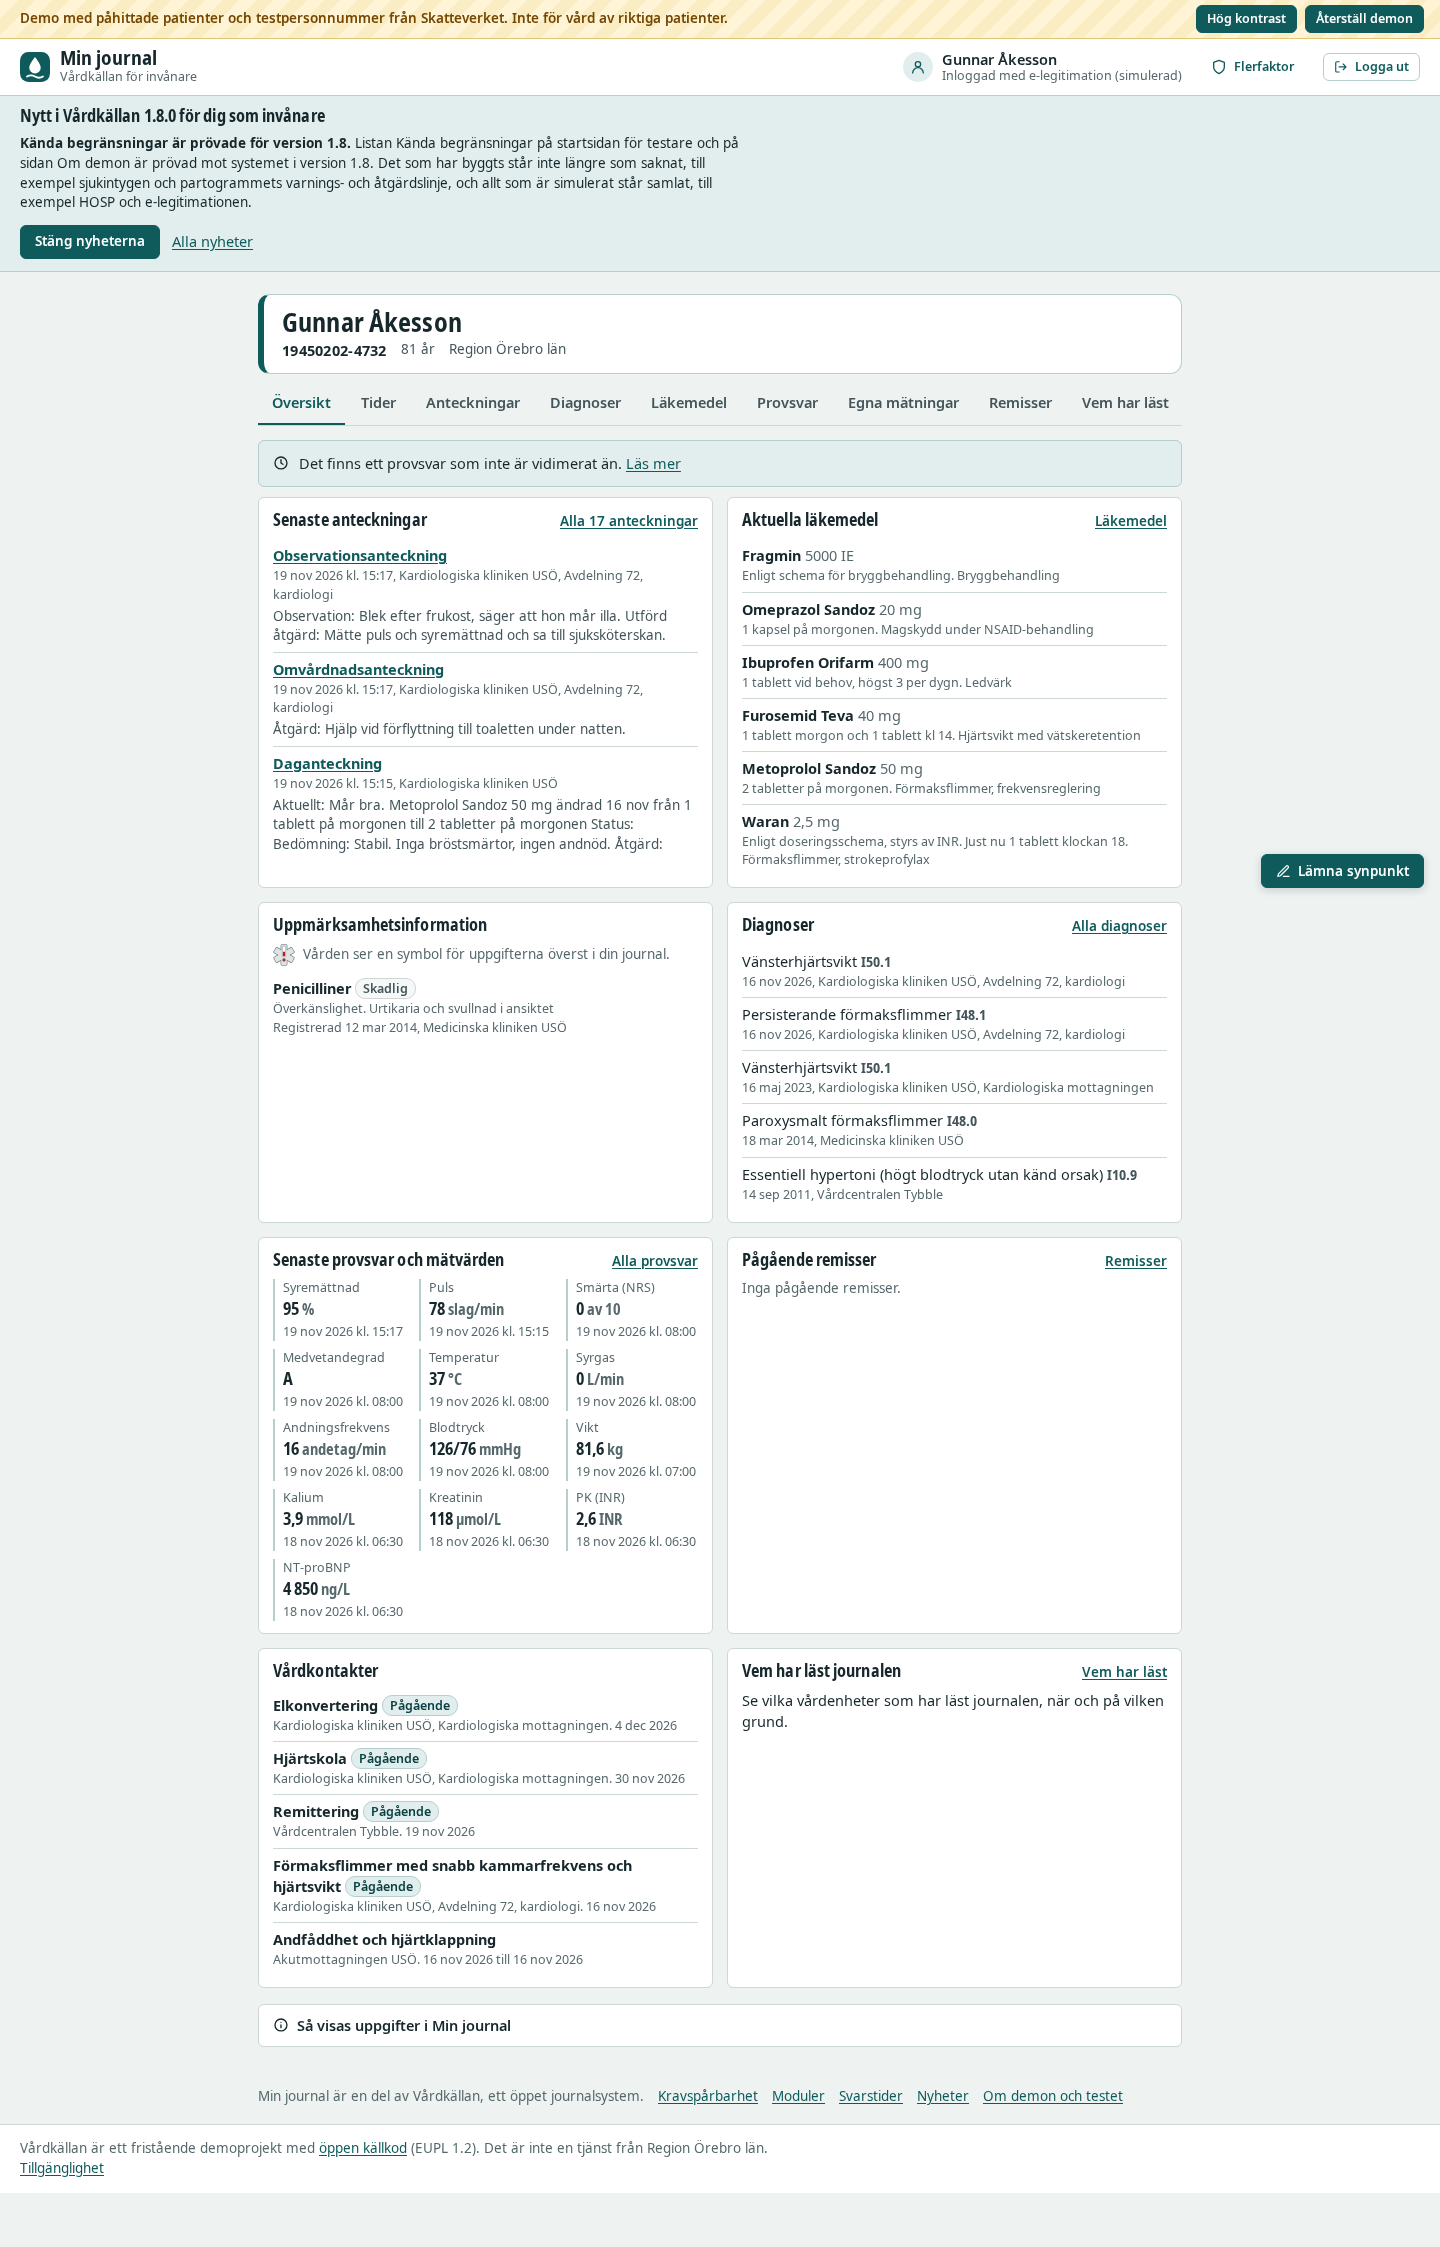 Demo med påhittade patienter och testpersonnummer från Skatteverket. Inte för vård av riktiga patienter.
Hög kontrast
Återställ demon
Min journal
Vårdkällan för invånare
Gunnar Åkesson
Inloggad med e-legitimation (simulerad)
Flerfaktor
Logga ut
Nytt i Vårdkällan 1.8.0 för dig som invånare
Kända begränsningar är prövade för version 1.8. Listan Kända begränsningar på startsidan för testare och på
sidan Om demon är prövad mot systemet i version 1.8. Det som har byggts står inte längre som saknat, till
exempel sjukintygen och partogrammets varnings- och åtgärdslinje, och allt som är simulerat står samlat, till
exempel HOSP och e-legitimationen.
Stäng nyheterna
Alla nyheter
Gunnar Åkesson
19450202-4732 81 år Region Örebro län
Översikt Tider Anteckningar Diagnoser Läkemedel Provsvar Egna mätningar Remisser Vem har läst
Det finns ett provsvar som inte är vidimerat än. Läs mer
Senaste anteckningar
Alla 17 anteckningar
Observationsanteckning
19 nov 2026 kl. 15:17, Kardiologiska kliniken USÖ, Avdelning 72,
kardiologi
Observation: Blek efter frukost, säger att hon mår illa. Utförd
åtgärd: Mätte puls och syremättnad och sa till sjuksköterskan.
Omvårdnadsanteckning
19 nov 2026 kl. 15:17, Kardiologiska kliniken USÖ, Avdelning 72,
kardiologi
Åtgärd: Hjälp vid förflyttning till toaletten under natten.
Daganteckning
19 nov 2026 kl. 15:15, Kardiologiska kliniken USÖ
Aktuellt: Mår bra. Metoprolol Sandoz 50 mg ändrad 16 nov från 1
tablett på morgonen till 2 tabletter på morgonen Status:
Bedömning: Stabil. Inga bröstsmärtor, ingen andnöd. Åtgärd:
Aktuella läkemedel
Läkemedel
Fragmin 5000 IE
Enligt schema för bryggbehandling. Bryggbehandling
Omeprazol Sandoz 20 mg
1 kapsel på morgonen. Magskydd under NSAID-behandling
Ibuprofen Orifarm 400 mg
1 tablett vid behov, högst 3 per dygn. Ledvärk
Furosemid Teva 40 mg
1 tablett morgon och 1 tablett kl 14. Hjärtsvikt med vätskeretention
Metoprolol Sandoz 50 mg
2 tabletter på morgonen. Förmaksflimmer, frekvensreglering
Waran 2,5 mg
Enligt doseringsschema, styrs av INR. Just nu 1 tablett klockan 18.
Förmaksflimmer, strokeprofylax
Lämna synpunkt
Uppmärksamhetsinformation
Vården ser en symbol för uppgifterna överst i din journal.
Penicilliner Skadlig
Överkänslighet. Urtikaria och svullnad i ansiktet
Registrerad 12 mar 2014, Medicinska kliniken USÖ
Diagnoser
Alla diagnoser
Vänsterhjärtsvikt I50.1
16 nov 2026, Kardiologiska kliniken USÖ, Avdelning 72, kardiologi
Persisterande förmaksflimmer I48.1
16 nov 2026, Kardiologiska kliniken USÖ, Avdelning 72, kardiologi
Vänsterhjärtsvikt I50.1
16 maj 2023, Kardiologiska kliniken USÖ, Kardiologiska mottagningen
Paroxysmalt förmaksflimmer I48.0
18 mar 2014, Medicinska kliniken USÖ
Essentiell hypertoni (högt blodtryck utan känd orsak) I10.9
14 sep 2011, Vårdcentralen Tybble
Senaste provsvar och mätvärden
Alla provsvar
Syremättnad Puls Smärta (NRS)
95 % 78 slag/min 0 av 10
19 nov 2026 kl. 15:17 19 nov 2026 kl. 15:15 19 nov 2026 kl. 08:00
Medvetandegrad Temperatur Syrgas
A 37 °C 0 L/min
19 nov 2026 kl. 08:00 19 nov 2026 kl. 08:00 19 nov 2026 kl. 08:00
Andningsfrekvens Blodtryck Vikt
16 andetag/min 126/76 mmHg 81,6 kg
19 nov 2026 kl. 08:00 19 nov 2026 kl. 08:00 19 nov 2026 kl. 07:00
Kalium Kreatinin PK (INR)
3,9 mmol/L 118 µmol/L 2,6 INR
18 nov 2026 kl. 06:30 18 nov 2026 kl. 06:30 18 nov 2026 kl. 06:30
NT-proBNP
4 850 ng/L
18 nov 2026 kl. 06:30
Pågående remisser
Remisser
Inga pågående remisser.
Vårdkontakter
Elkonvertering Pågående
Kardiologiska kliniken USÖ, Kardiologiska mottagningen. 4 dec 2026
Hjärtskola Pågående
Kardiologiska kliniken USÖ, Kardiologiska mottagningen. 30 nov 2026
Remittering Pågående
Vårdcentralen Tybble. 19 nov 2026
Förmaksflimmer med snabb kammarfrekvens och
hjärtsvikt Pågående
Kardiologiska kliniken USÖ, Avdelning 72, kardiologi. 16 nov 2026
Andfåddhet och hjärtklappning
Akutmottagningen USÖ. 16 nov 2026 till 16 nov 2026
Vem har läst journalen
Vem har läst
Se vilka vårdenheter som har läst journalen, när och på vilken
grund.
Så visas uppgifter i Min journal
Min journal är en del av Vårdkällan, ett öppet journalsystem. Kravspårbarhet Moduler Svarstider Nyheter Om demon och testet
Vårdkällan är ett fristående demoprojekt med öppen källkod (EUPL 1.2). Det är inte en tjänst från Region Örebro län.
Tillgänglighet